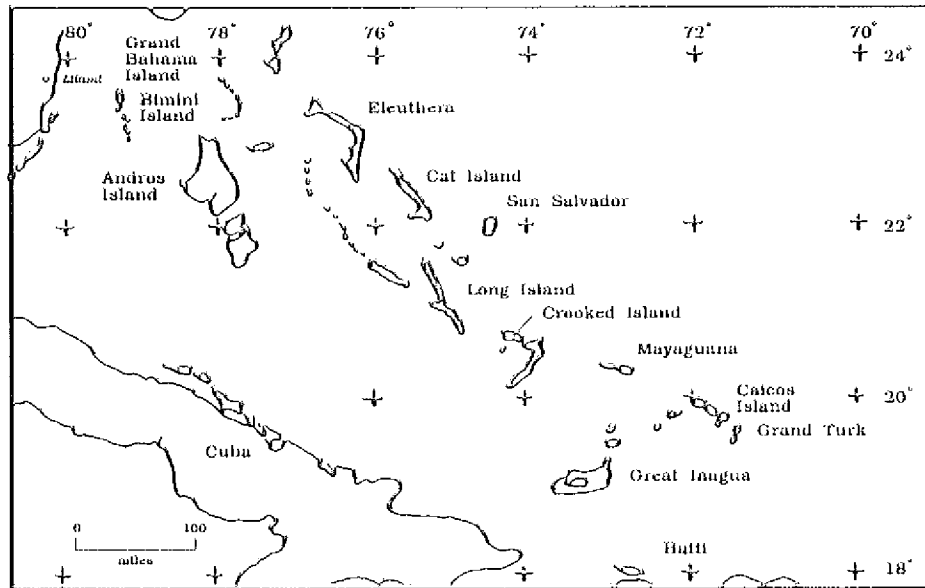 80°
78°
76°
74°
72°
70°
Grand
Bahama
Island
24°
Bimini
Island
Eleuthera
Andros
Island
Cat Island
San Salvador
22°
Long Island
Crooked Island
Mayaguana
20°
Caicos
Island
Grand Turk
Cuba
Great Inagua
0 100
miles
Haiti
18°